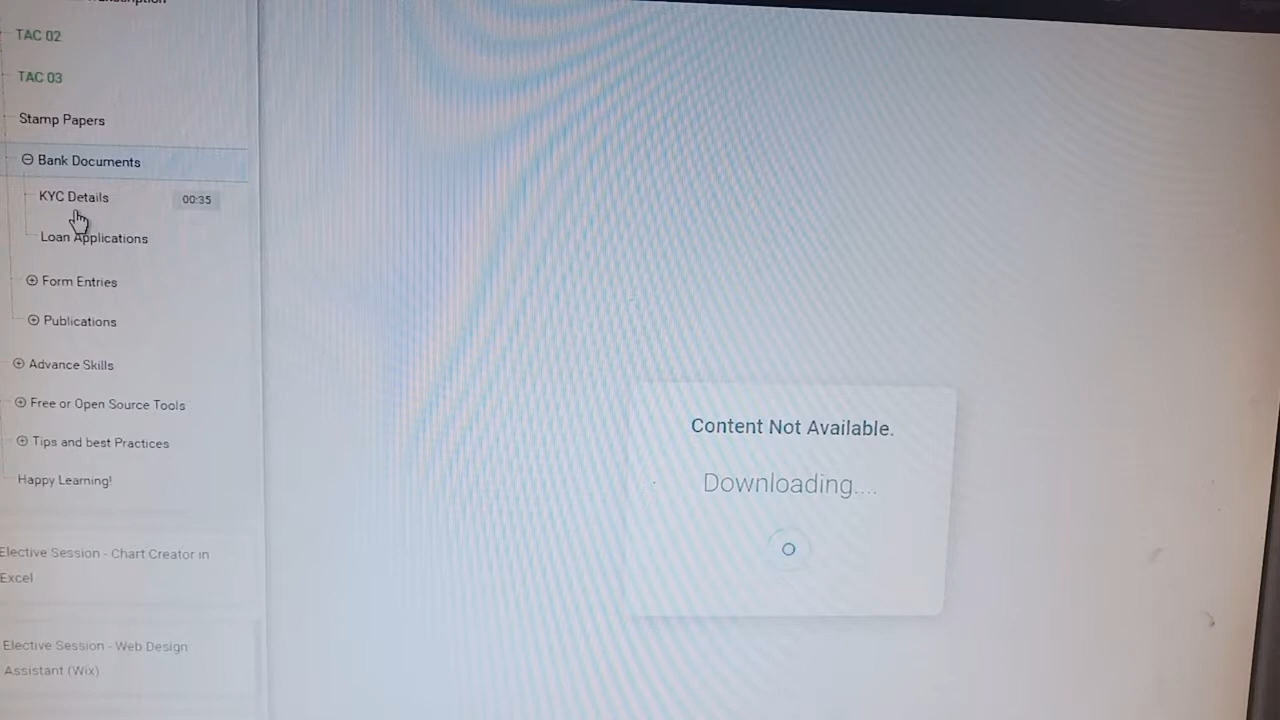 TAC 02
TAC 03
Stamp Papers
Bank Documents
KYC Details 00:35
Loan Applications
Form Entries
Publications
Advance Skills
Free or Open Source Tools
Tips and best Practices
Happy Learning!
Elective Session - Chart Creator in
Excel
Elective Session - Web Design
Assistant (Wix)
Content Not Available.
Downloading....